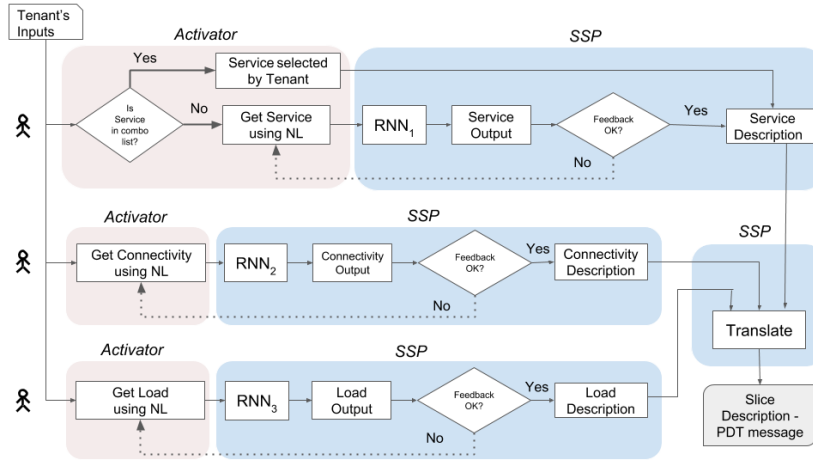 Tenant's
Inputs
Activator
SSP
Yes
Service selected
by Tenant
Is
Service
in combo
list?
No
Get Service
using NL
RNN1
Service
Output
Feedback
OK?
Yes
No
Service
Description
Activator
SSP
Get Connectivity
using NL
RNN2
Connectivity
Output
Feedback
OK?
Yes
No
Connectivity
Description
SSP
Translate
Activator
SSP
Get Load
using NL
RNN3
Load
Output
Feedback
OK?
Yes
No
Load
Description
Slice
Description -
PDT message